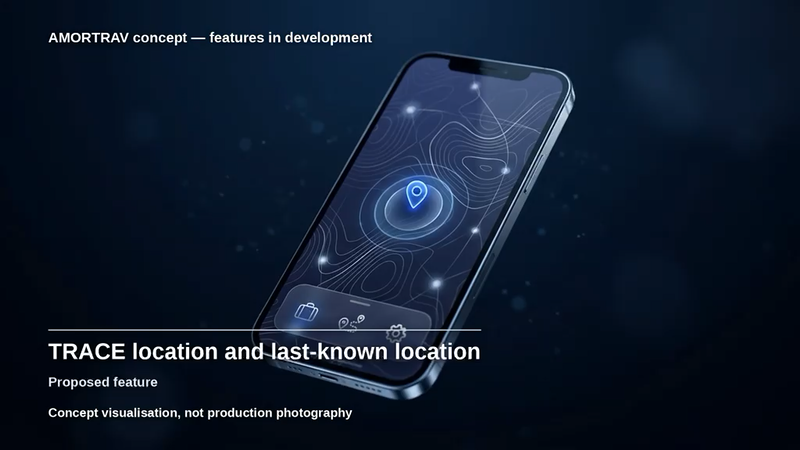 AMORTRAV concept — features in development
TRACE location and last-known location
Proposed feature
Concept visualisation, not production photography